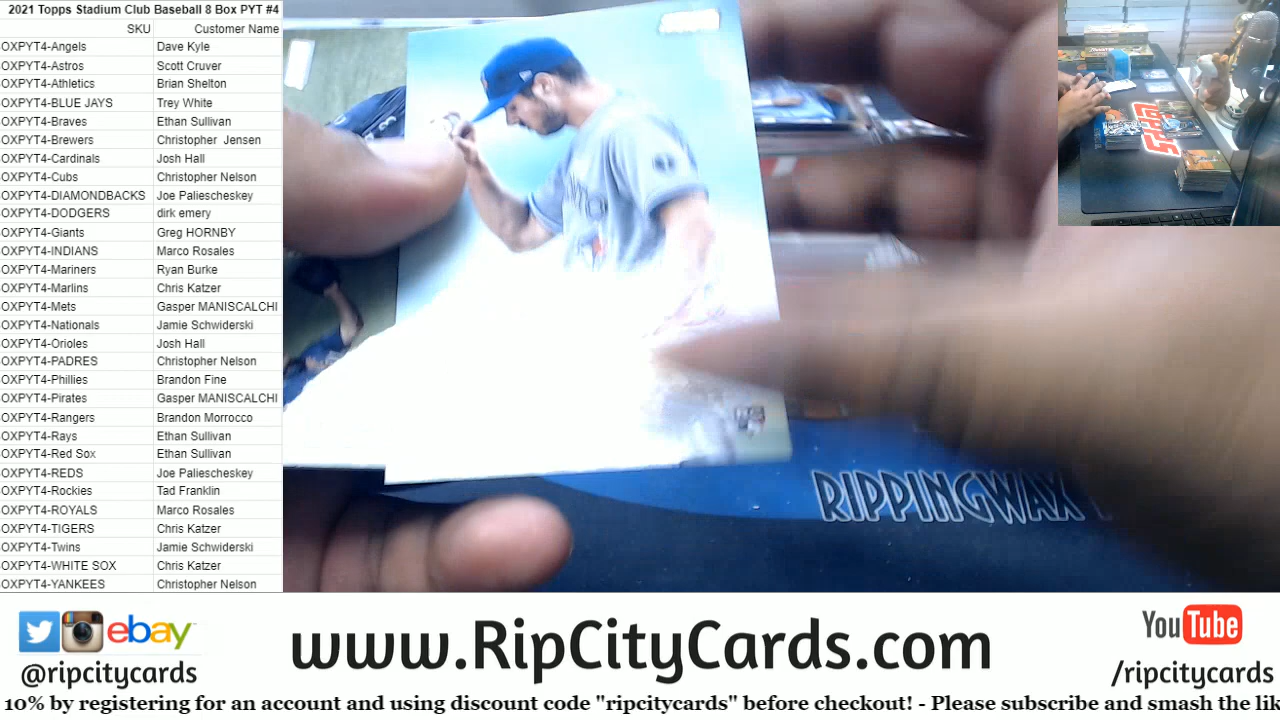 2021 Topps Stadium Club Baseball 8 Box PYT #4
SKU Customer Name
OXPYT4-Angels Dave Kyle
OXPYT4-Astros Scott Cruver
OXPYT4-Athletics Brian Shelton
OXPYT4-BLUE JAYS Trey White
OXPYT4-Braves Ethan Sullivan
OXPYT4-Brewers Christopher Jensen
OXPYT4-Cardinals Josh Hall
OXPYT4-Cubs Christopher Nelson
OXPYT4-DIAMONDBACKS Joe Paliescheskey
OXPYT4-DODGERS dirk emery
OXPYT4-Giants Greg HORNBY
OXPYT4-INDIANS Marco Rosales
OXPYT4-Mariners Ryan Burke
OXPYT4-Marlins Chris Katzer
OXPYT4-Mets Gasper MANISCALCHI
OXPYT4-Nationals Jamie Schwiderski
OXPYT4-Orioles Josh Hall
OXPYT4-PADRES Christopher Nelson
OXPYT4-Phillies Brandon Fine
OXPYT4-Pirates Gasper MANISCALCHI
OXPYT4-Rangers Brandon Morrocco
OXPYT4-Rays Ethan Sullivan
OXPYT4-Red Sox Ethan Sullivan
OXPYT4-REDS Joe Paliescheskey
OXPYT4-Rockies Tad Franklin
OXPYT4-ROYALS Marco Rosales
OXPYT4-TIGERS Chris Katzer
OXPYT4-Twins Jamie Schwiderski
OXPYT4-WHITE SOX Chris Katzer
OXPYT4-YANKEES Christopher Nelson
RIPPINGWAX
ebay
@ripcitycards
www.RipCityCards.com
YouTube
/ripcitycards
10% by registering for an account and using discount code "ripcitycards" before checkout! - Please subscribe and smash the lik